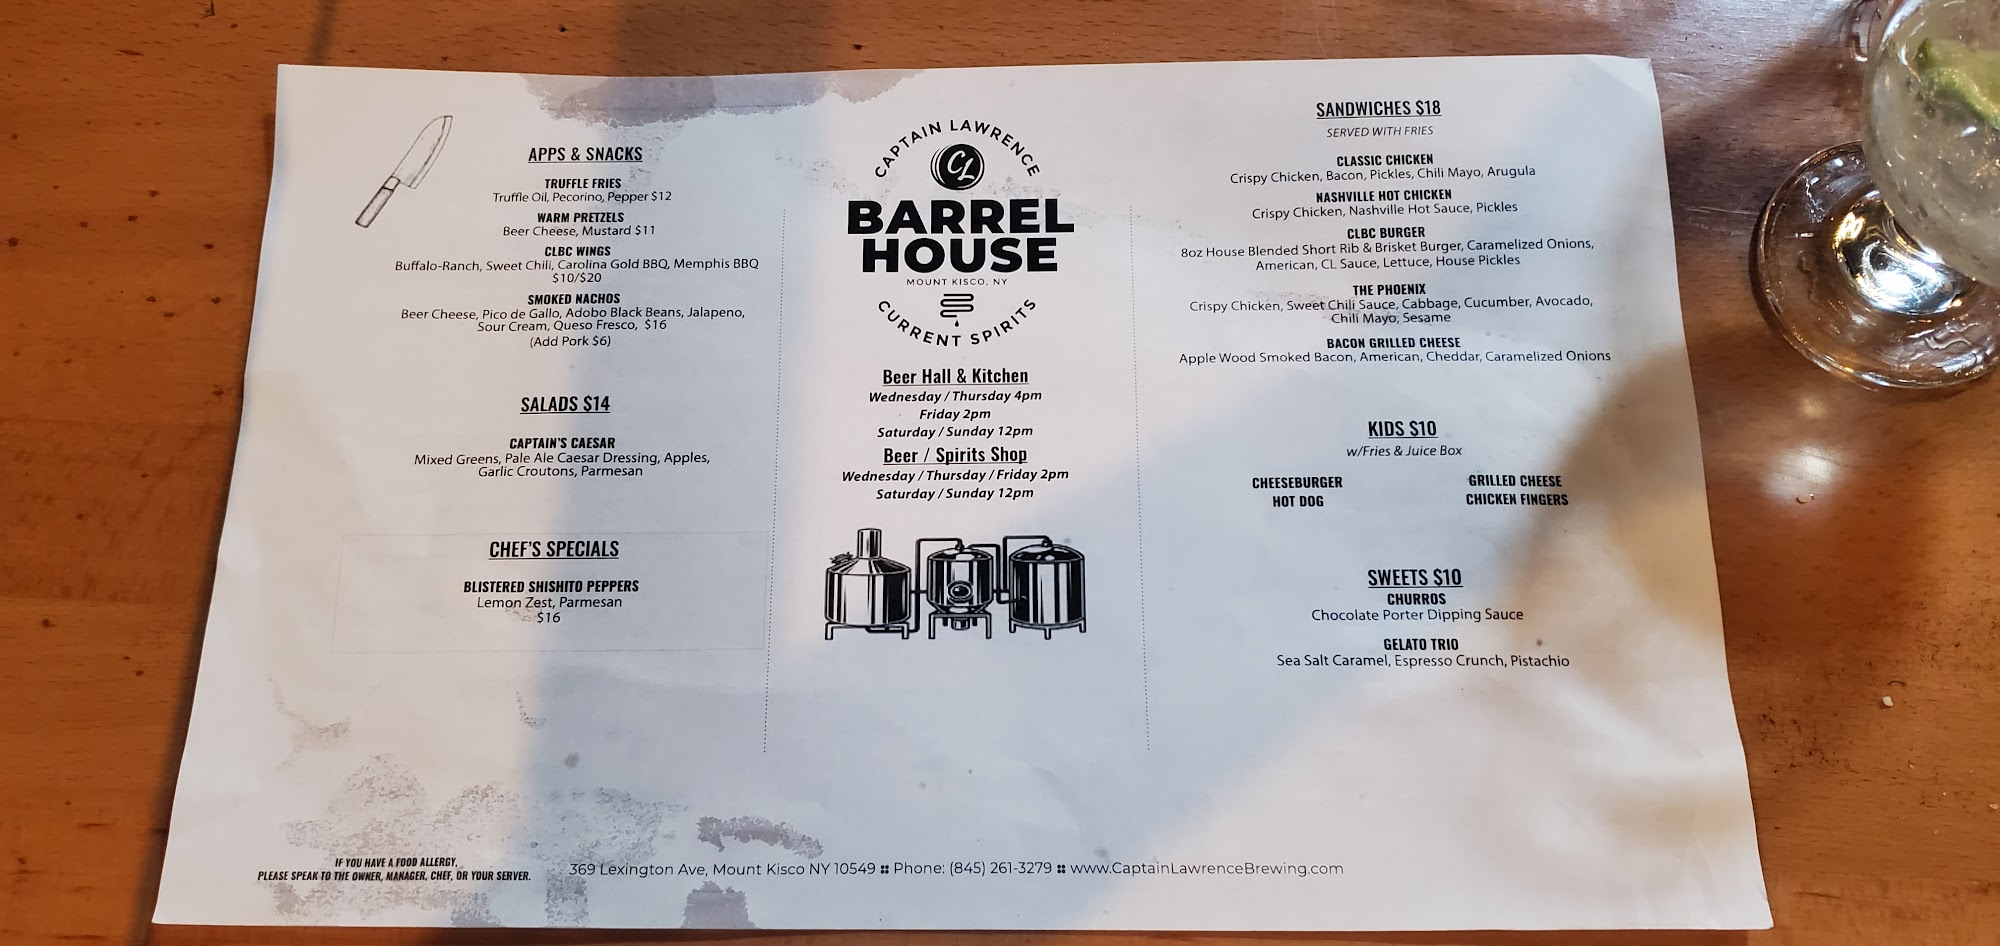 APPS & SNACKS
TRUFFLE FRIES
Truffle Oil, Pecorino, Pepper $12
WARM PRETZELS
Beer Cheese, Mustard $11
CLBC WINGS
Buffalo-Ranch, Sweet Chili, Carolina Gold BBQ, Memphis BBQ
$10/$20
SMOKED NACHOS
Beer Cheese, Pico de Gallo, Adobo Black Beans, Jalapeno,
Sour Cream, Queso Fresco, $16
(Add Pork $6)
SALADS $14
CAPTAIN'S CAESAR
Mixed Greens, Pale Ale Caesar Dressing, Apples,
Garlic Croutons, Parmesan
CHEF'S SPECIALS
BLISTERED SHISHITO PEPPERS
Lemon Zest, Parmesan
$16
CAPTAIN LAWRENCE
CL
BARREL
HOUSE
MOUNT KISCO, NY
CURRENT SPIRITS
Beer Hall & Kitchen
Wednesday / Thursday 4pm
Friday 2pm
Saturday / Sunday 12pm
Beer / Spirits Shop
Wednesday / Thursday / Friday 2pm
Saturday / Sunday 12pm
SANDWICHES $18
SERVED WITH FRIES
CLASSIC CHICKEN
Crispy Chicken, Bacon, Pickles, Chili Mayo, Arugula
NASHVILLE HOT CHICKEN
Crispy Chicken, Nashville Hot Sauce, Pickles
CLBC BURGER
8oz House Blended Short Rib & Brisket Burger, Caramelized Onions,
American, CL Sauce, Lettuce, House Pickles
THE PHOENIX
Crispy Chicken, Sweet Chili Sauce, Cabbage, Cucumber, Avocado,
Chili Mayo, Sesame
BACON GRILLED CHEESE
Apple Wood Smoked Bacon, American, Cheddar, Caramelized Onions
KIDS $10
w/Fries & Juice Box
CHEESEBURGER
HOT DOG
GRILLED CHEESE
CHICKEN FINGERS
SWEETS $10
CHURROS
Chocolate Porter Dipping Sauce
GELATO TRIO
Sea Salt Caramel, Espresso Crunch, Pistachio
IF YOU HAVE A FOOD ALLERGY,
PLEASE SPEAK TO THE OWNER, MANAGER, CHEF, OR YOUR SERVER.
369 Lexington Ave, Mount Kisco NY 10549 :: Phone: (845) 261-3279 :: www.CaptainLawrenceBrewing.com